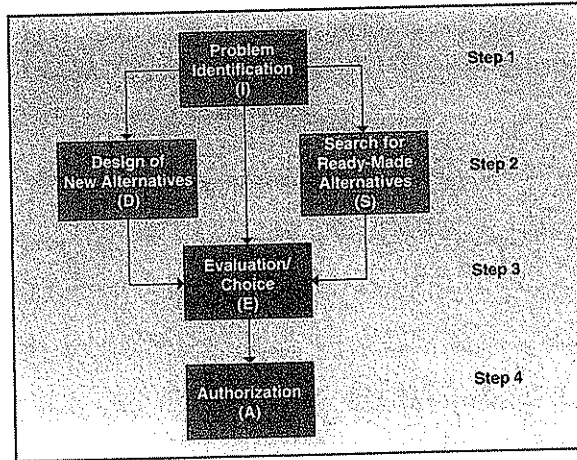 Problem
Identification
(I)
Step 1
Design of
New Alternatives
(D)
Search for
Ready-Made
Alternatives
(S)
Step 2
Evaluation/
Choice
(E)
Step 3
Authorization
(A)
Step 4